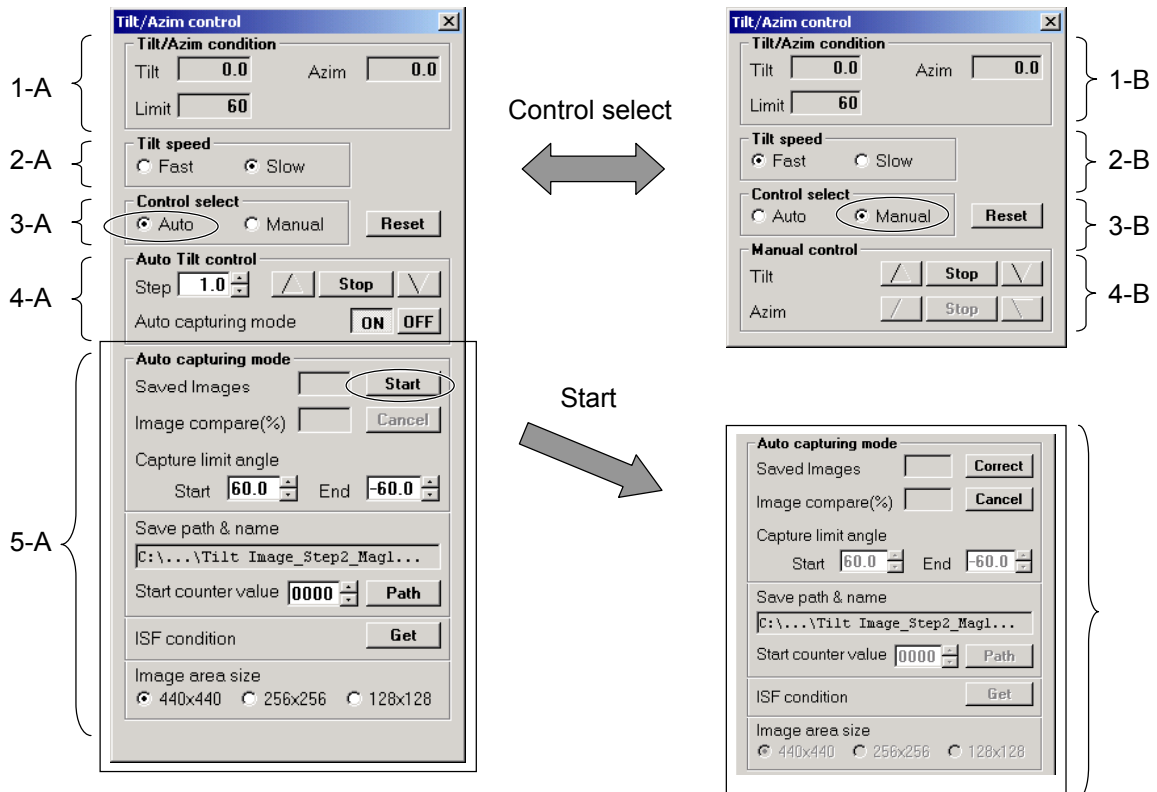 Tilt/Azim control
Tilt/Azim condition
Tilt 0.0 Azim 0.0
Limit 60
1-A
Tilt speed
Fast Slow
2-A
Control select
Auto Manual Reset
3-A
Auto Tilt control
Step 1.0 Stop
Auto capturing mode ON OFF
4-A
Auto capturing mode
Saved Images Start
Image compare(%) Cancel
Capture limit angle
Start 60.0 End -60.0
Save path & name
C:\...\Tilt Image_Step2_Mag1...
Start counter value 0000 Path
ISF condition Get
Image area size
440x440 256x256 128x128
5-A
Control select
Start
Tilt/Azim control
Tilt/Azim condition
Tilt 0.0 Azim 0.0
Limit 60
1-B
Tilt speed
Fast Slow
2-B
Control select
Auto Manual Reset
3-B
Manual control
Tilt Stop
Azim Stop
4-B
Auto capturing mode
Saved Images Correct
Image compare(%) Cancel
Capture limit angle
Start 60.0 End -60.0
Save path & name
C:\...\Tilt Image_Step2_Mag1...
Start counter value 0000 Path
ISF condition Get
Image area size
440x440 256x256 128x128